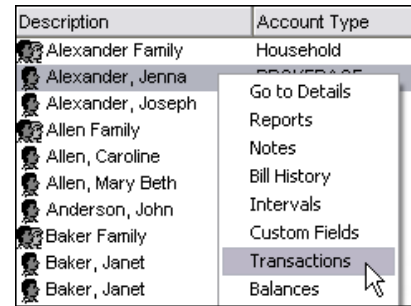 Description Account Type
Alexander Family Household
Alexander, Jenna BROKERAGE
Alexander, Joseph Go to Details
Allen Family Reports
Allen, Caroline Notes
Allen, Mary Beth Bill History
Anderson, John Intervals
Baker Family Custom Fields
Baker, Janet Transactions
Baker, Janet Balances